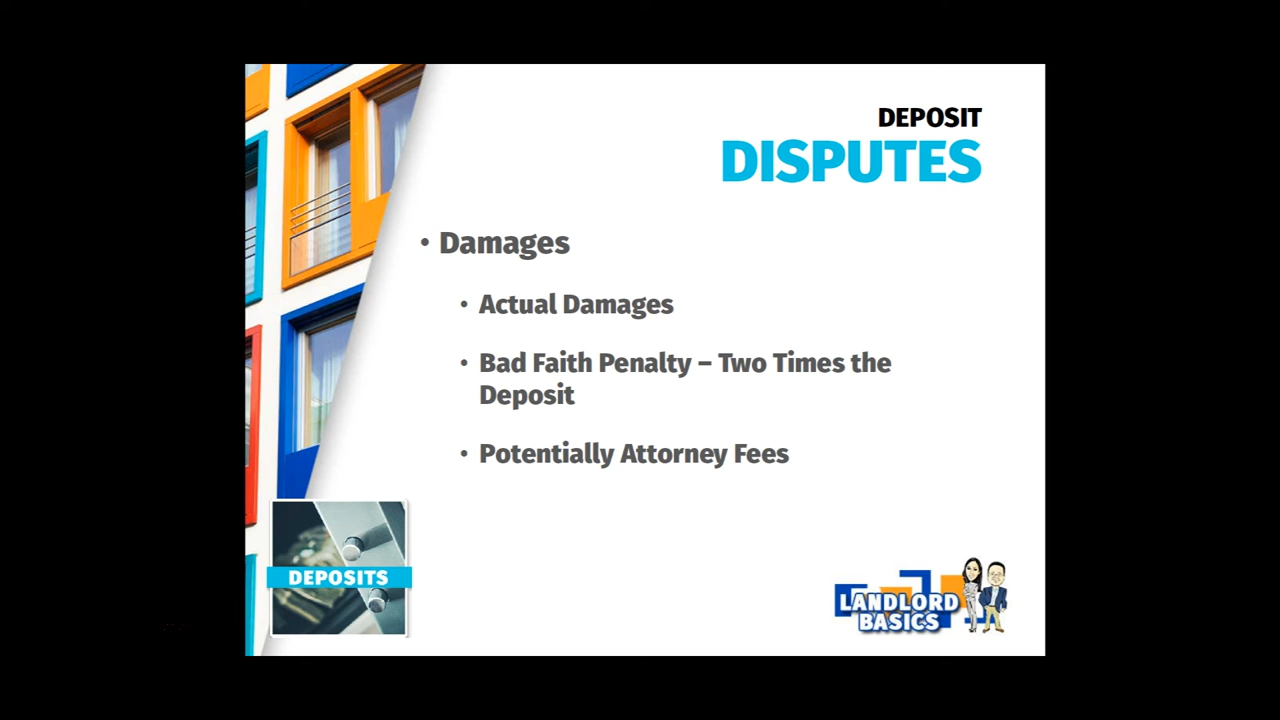 DEPOSIT
DISPUTES
• Damages
• Actual Damages
• Bad Faith Penalty – Two Times the
Deposit
• Potentially Attorney Fees
DEPOSITS
LANDLORD
BASICS